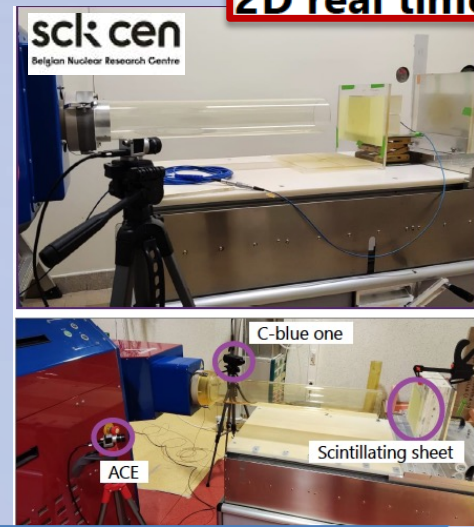 2D real time
sck cen
Belgian Nuclear Research Centre
C-blue one
Scintillating sheet
ACE